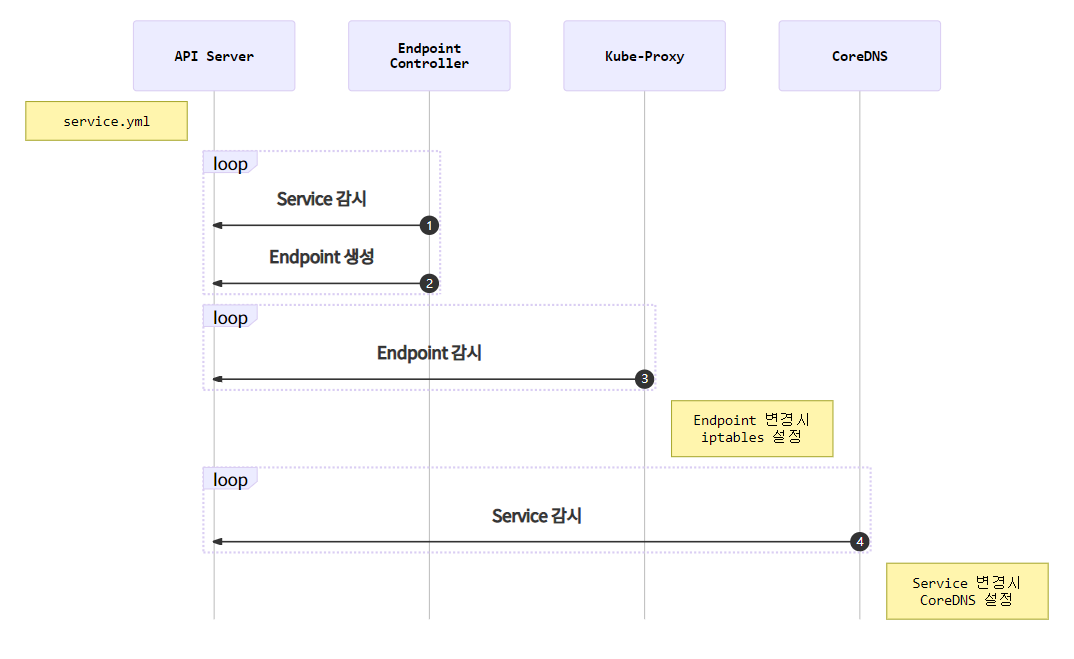 API Server
Endpoint
Controller
Kube-Proxy
CoreDNS
service.yml
loop
Service 감시
1
Endpoint 생성
2
loop
Endpoint 감시
3
Endpoint 변경시
iptables 설정
loop
Service 감시
4
Service 변경시
CoreDNS 설정